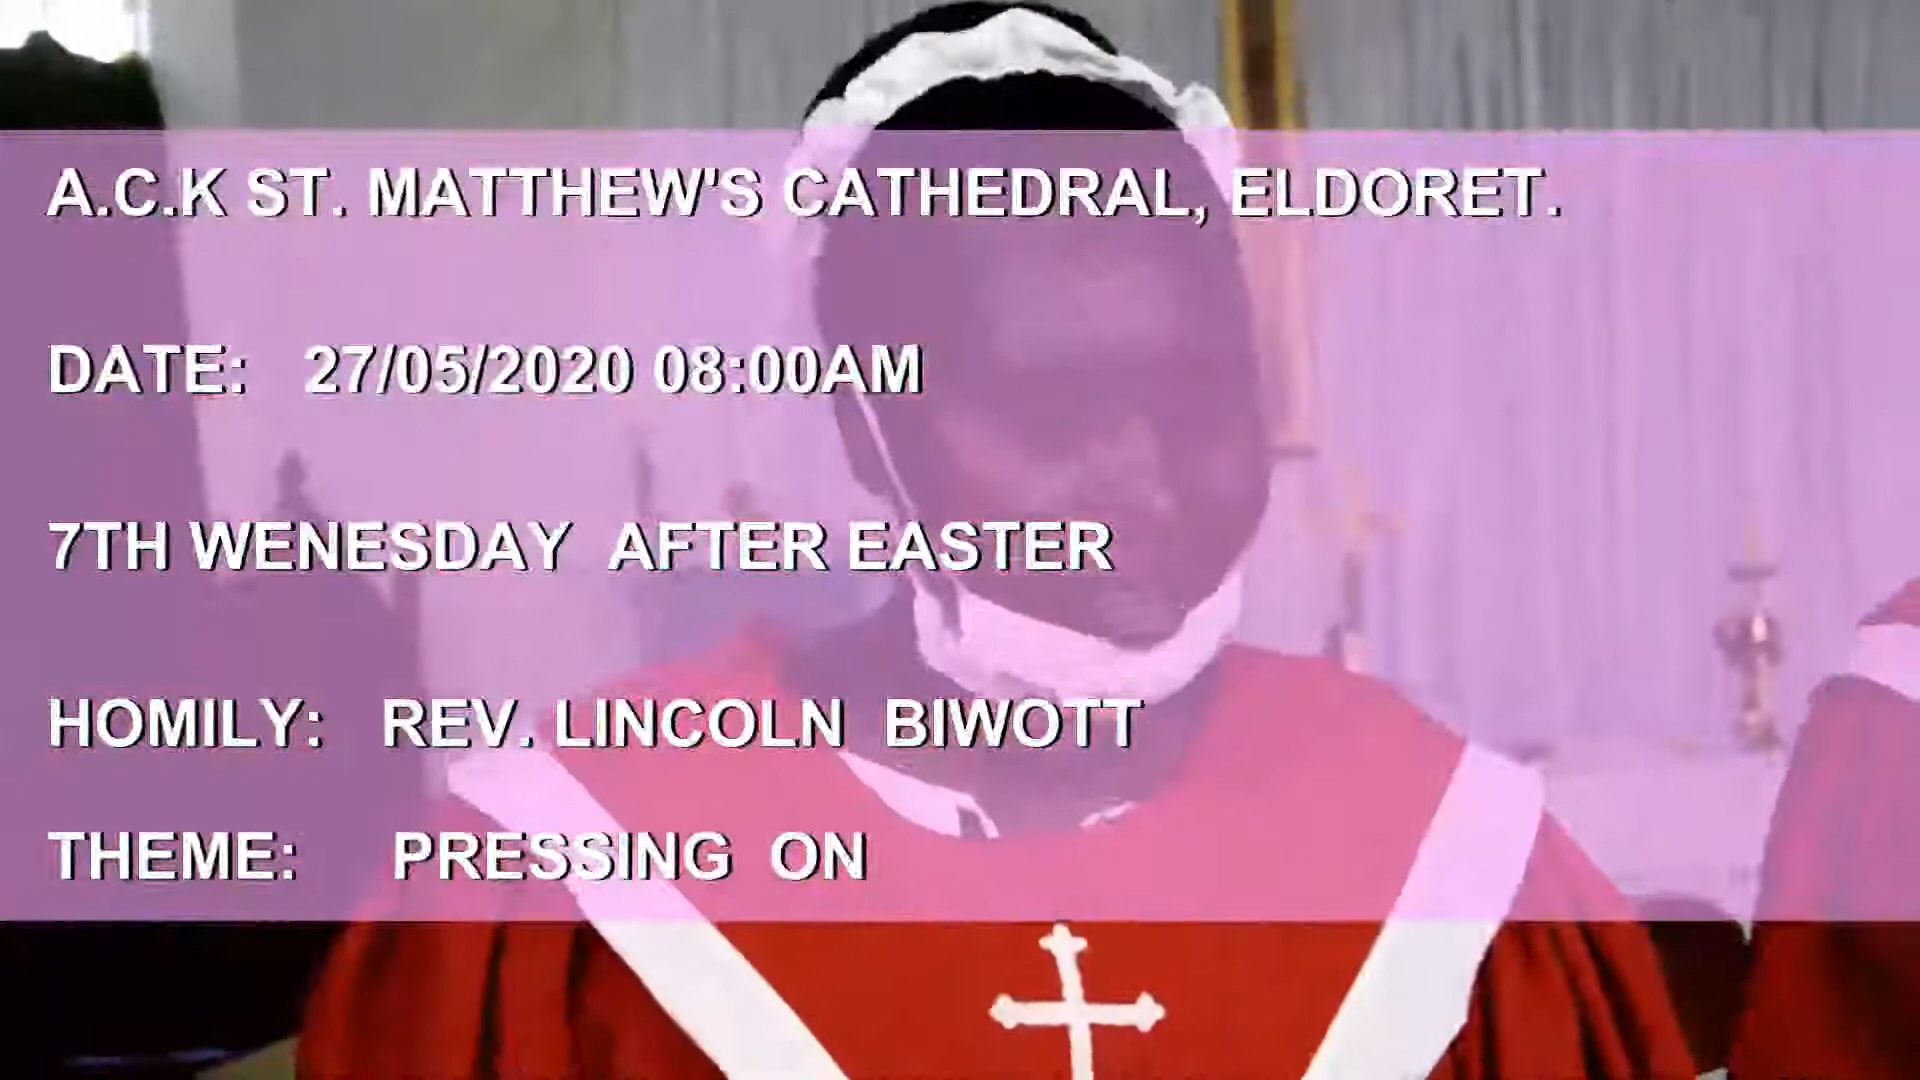 A.C.K ST. MATTHEW'S CATHEDRAL, ELDORET.
DATE: 27/05/2020 08:00AM
7TH WENESDAY AFTER EASTER
HOMILY: REV. LINCOLN BIWOTT
THEME: PRESSING ON